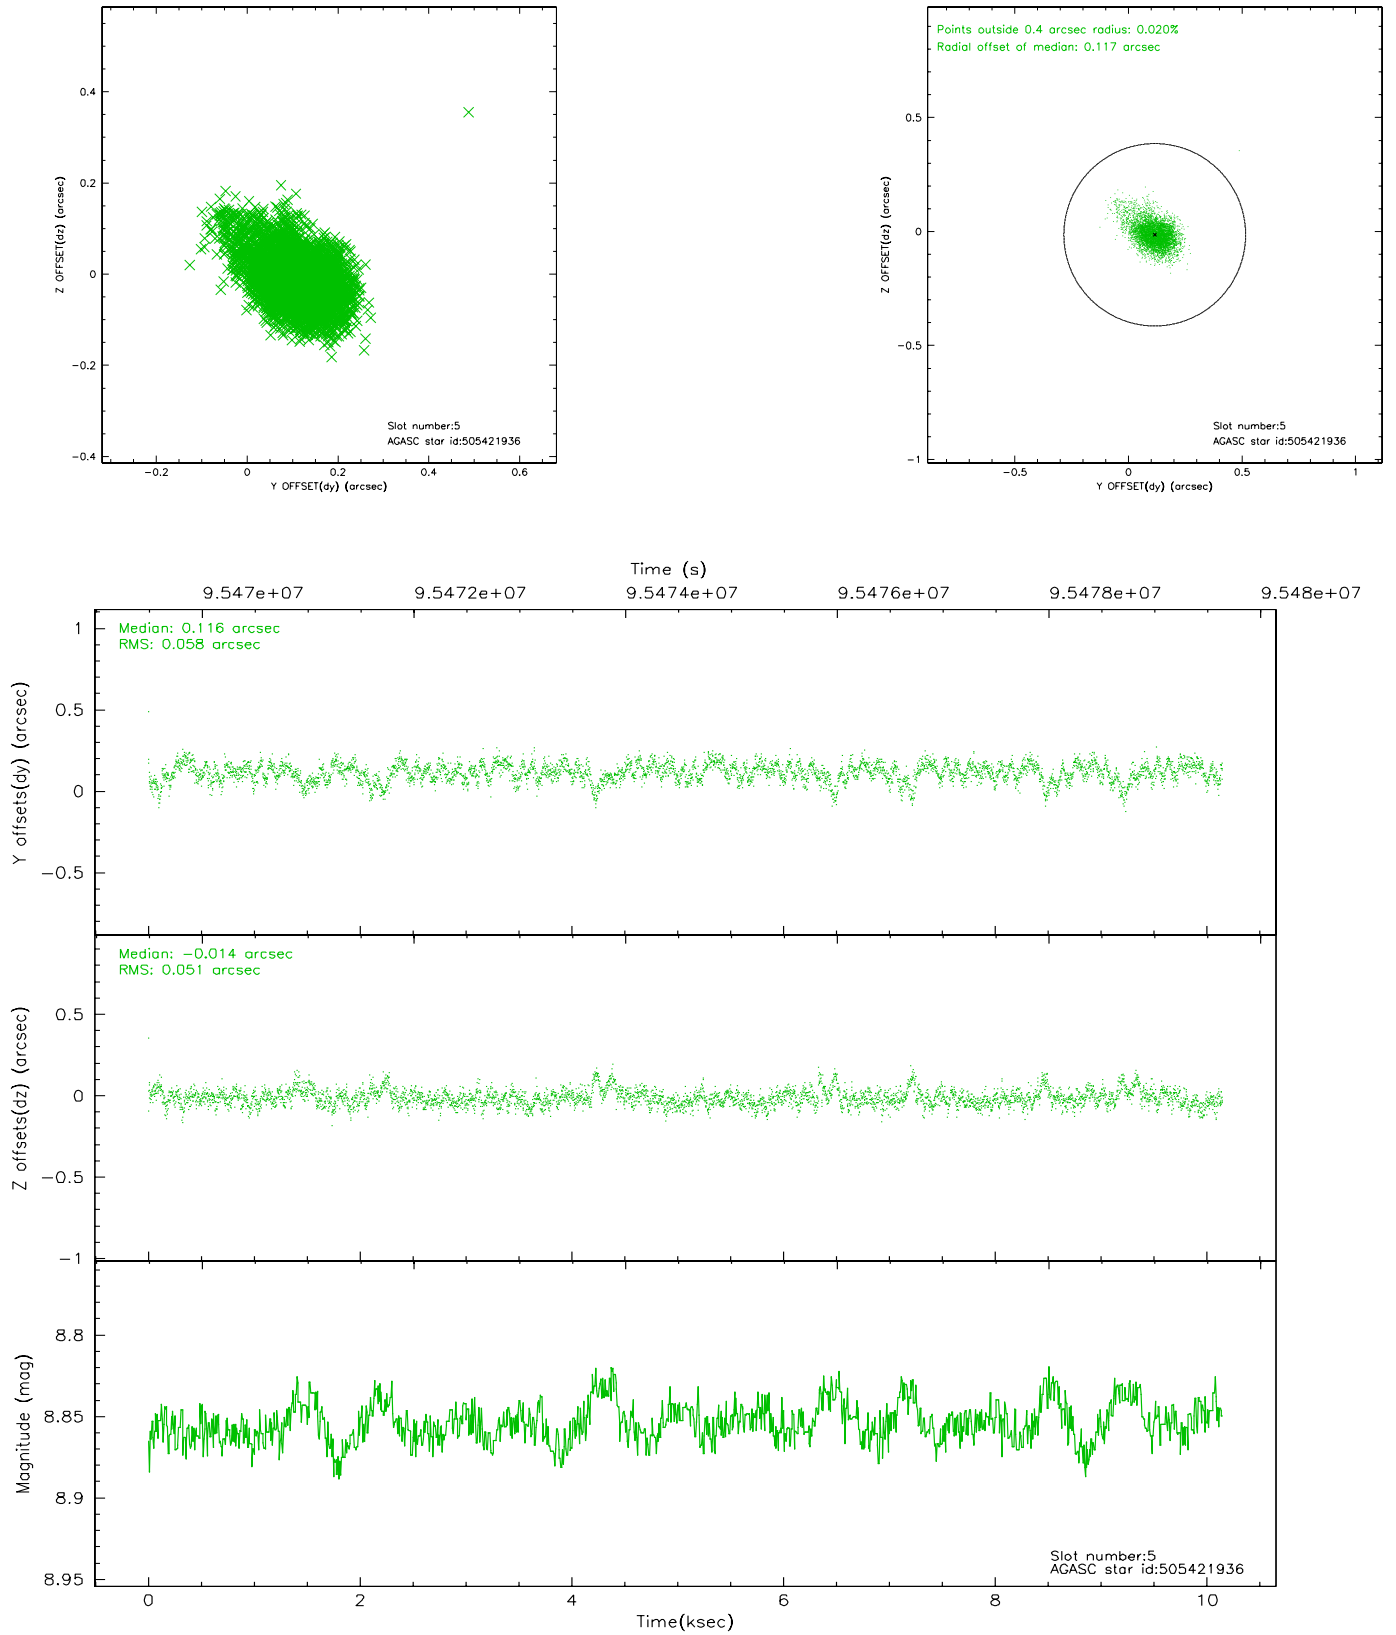 0.4
0.2
0
−0.2
−0.4
Z OFFSET(dz) (arcsec)
−0.2
0
0.2
0.4
0.6
Y OFFSET(dy) (arcsec)
Slot number:5
AGASC star id:505421936
Points outside 0.4 arcsec radius: 0.020%
Radial offset of median: 0.117 arcsec
0.5
0
−0.5
−1
Z OFFSET(dz) (arcsec)
−0.5
0
0.5
1
Y OFFSET(dy) (arcsec)
Slot number:5
AGASC star id:505421936
Time (s)
9.547e+07
9.5472e+07
9.5474e+07
9.5476e+07
9.5478e+07
9.548e+07
Median: 0.116 arcsec
RMS: 0.058 arcsec
1
0.5
0
−0.5
Y offsets(dy) (arcsec)
Median: −0.014 arcsec
RMS: 0.051 arcsec
0.5
0
−0.5
−1
Z offsets(dz) (arcsec)
8.8
8.85
8.9
8.95
Magnitude (mag)
Slot number:5
AGASC star id:505421936
0
2
4
6
8
10
Time(ksec)